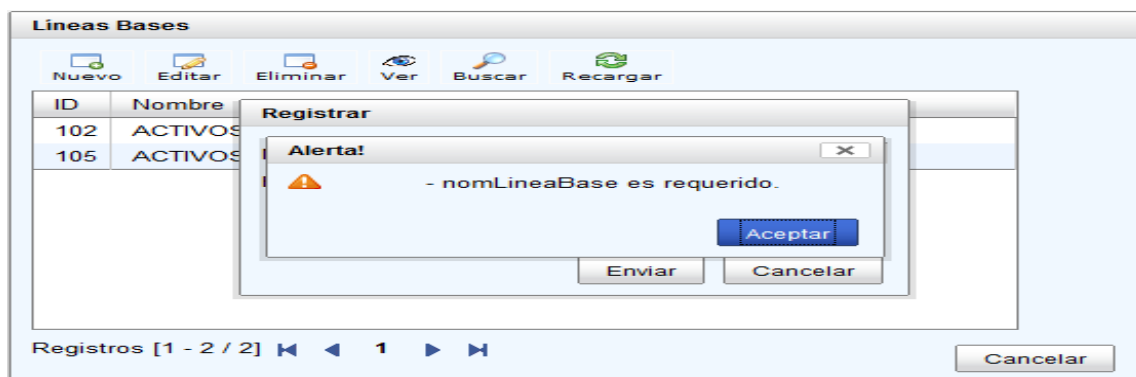 Líneas Bases
Nuevo Editar Eliminar Ver Buscar Recargar
ID Nombre
Registrar
102 ACTIVOS
Alerta!
105 ACTIVOS
- nomLineaBase es requerido.
Aceptar
Enviar Cancelar
Registros [1 - 2 / 2] 1
Cancelar